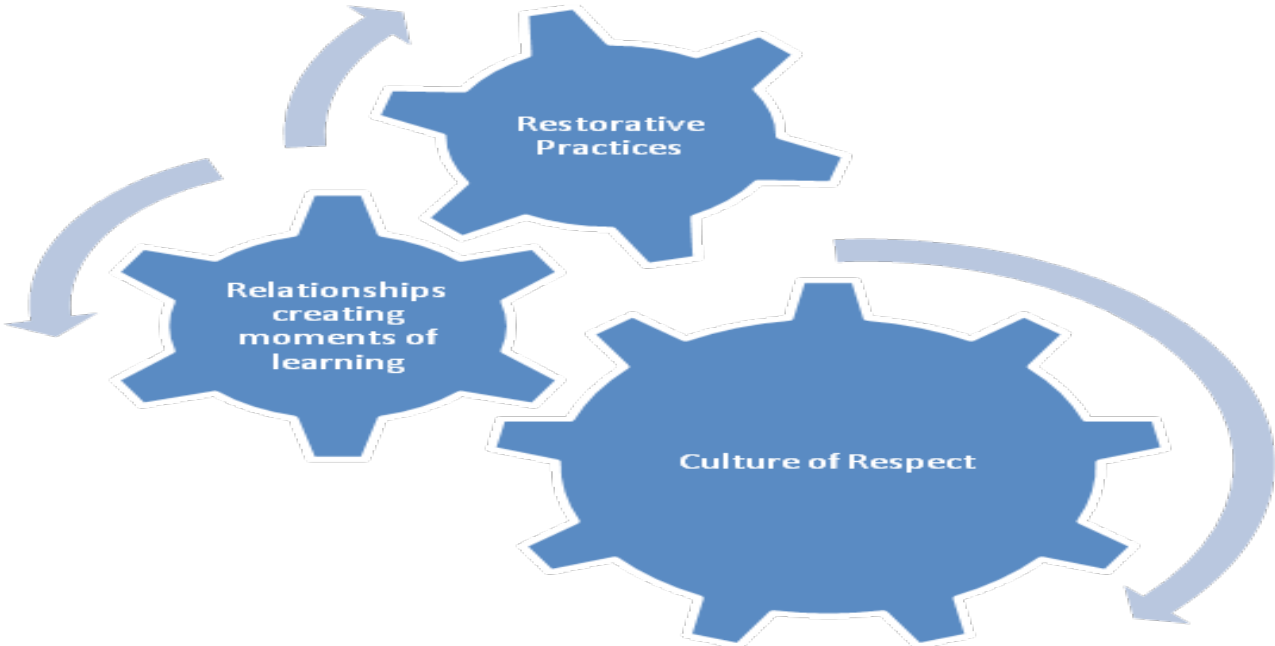 Restorative
Practices
Relationships
creating
moments of
learning
Culture of Respect